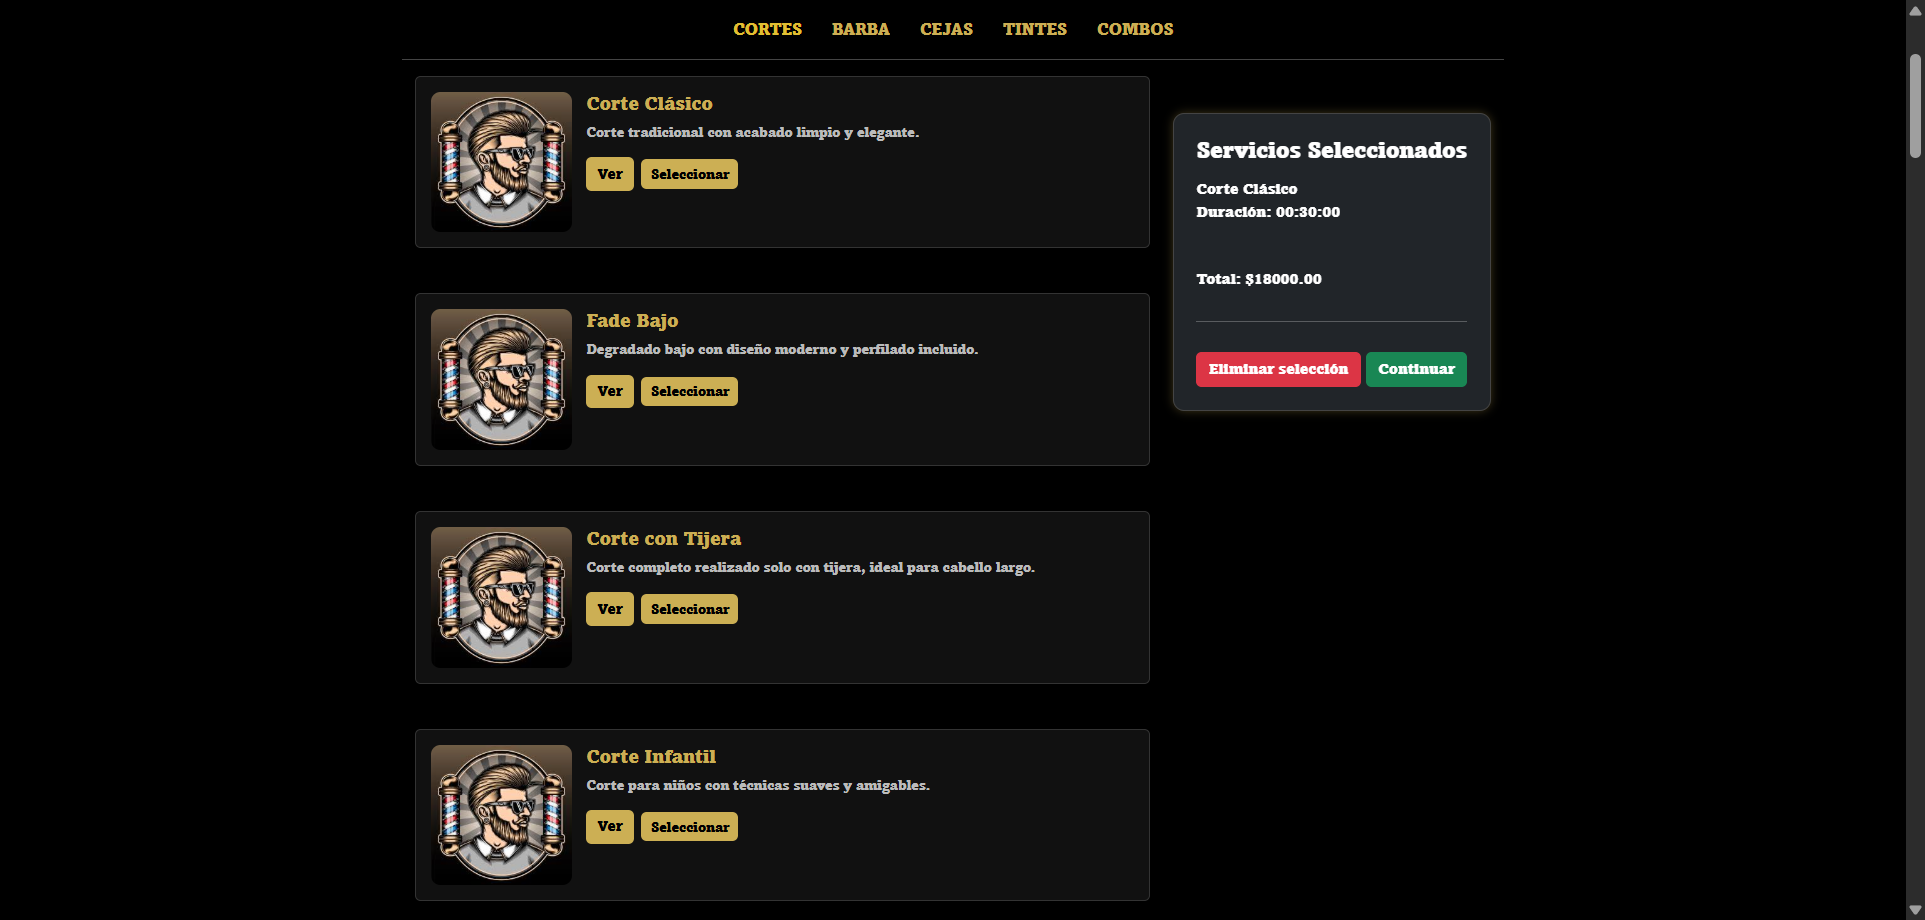 CORTES BARBA CEJAS TINTES COMBOS
Corte Clásico
Corte tradicional con acabado limpio y elegante.
Ver Seleccionar
Fade Bajo
Degradado bajo con diseño moderno y perfilado incluido.
Ver Seleccionar
Corte con Tijera
Corte completo realizado solo con tijera, ideal para cabello largo.
Ver Seleccionar
Corte Infantil
Corte para niños con técnicas suaves y amigables.
Ver Seleccionar
Servicios Seleccionados
Corte Clásico
Duración: 00:30:00
Total: $18000.00
Eliminar selección Continuar